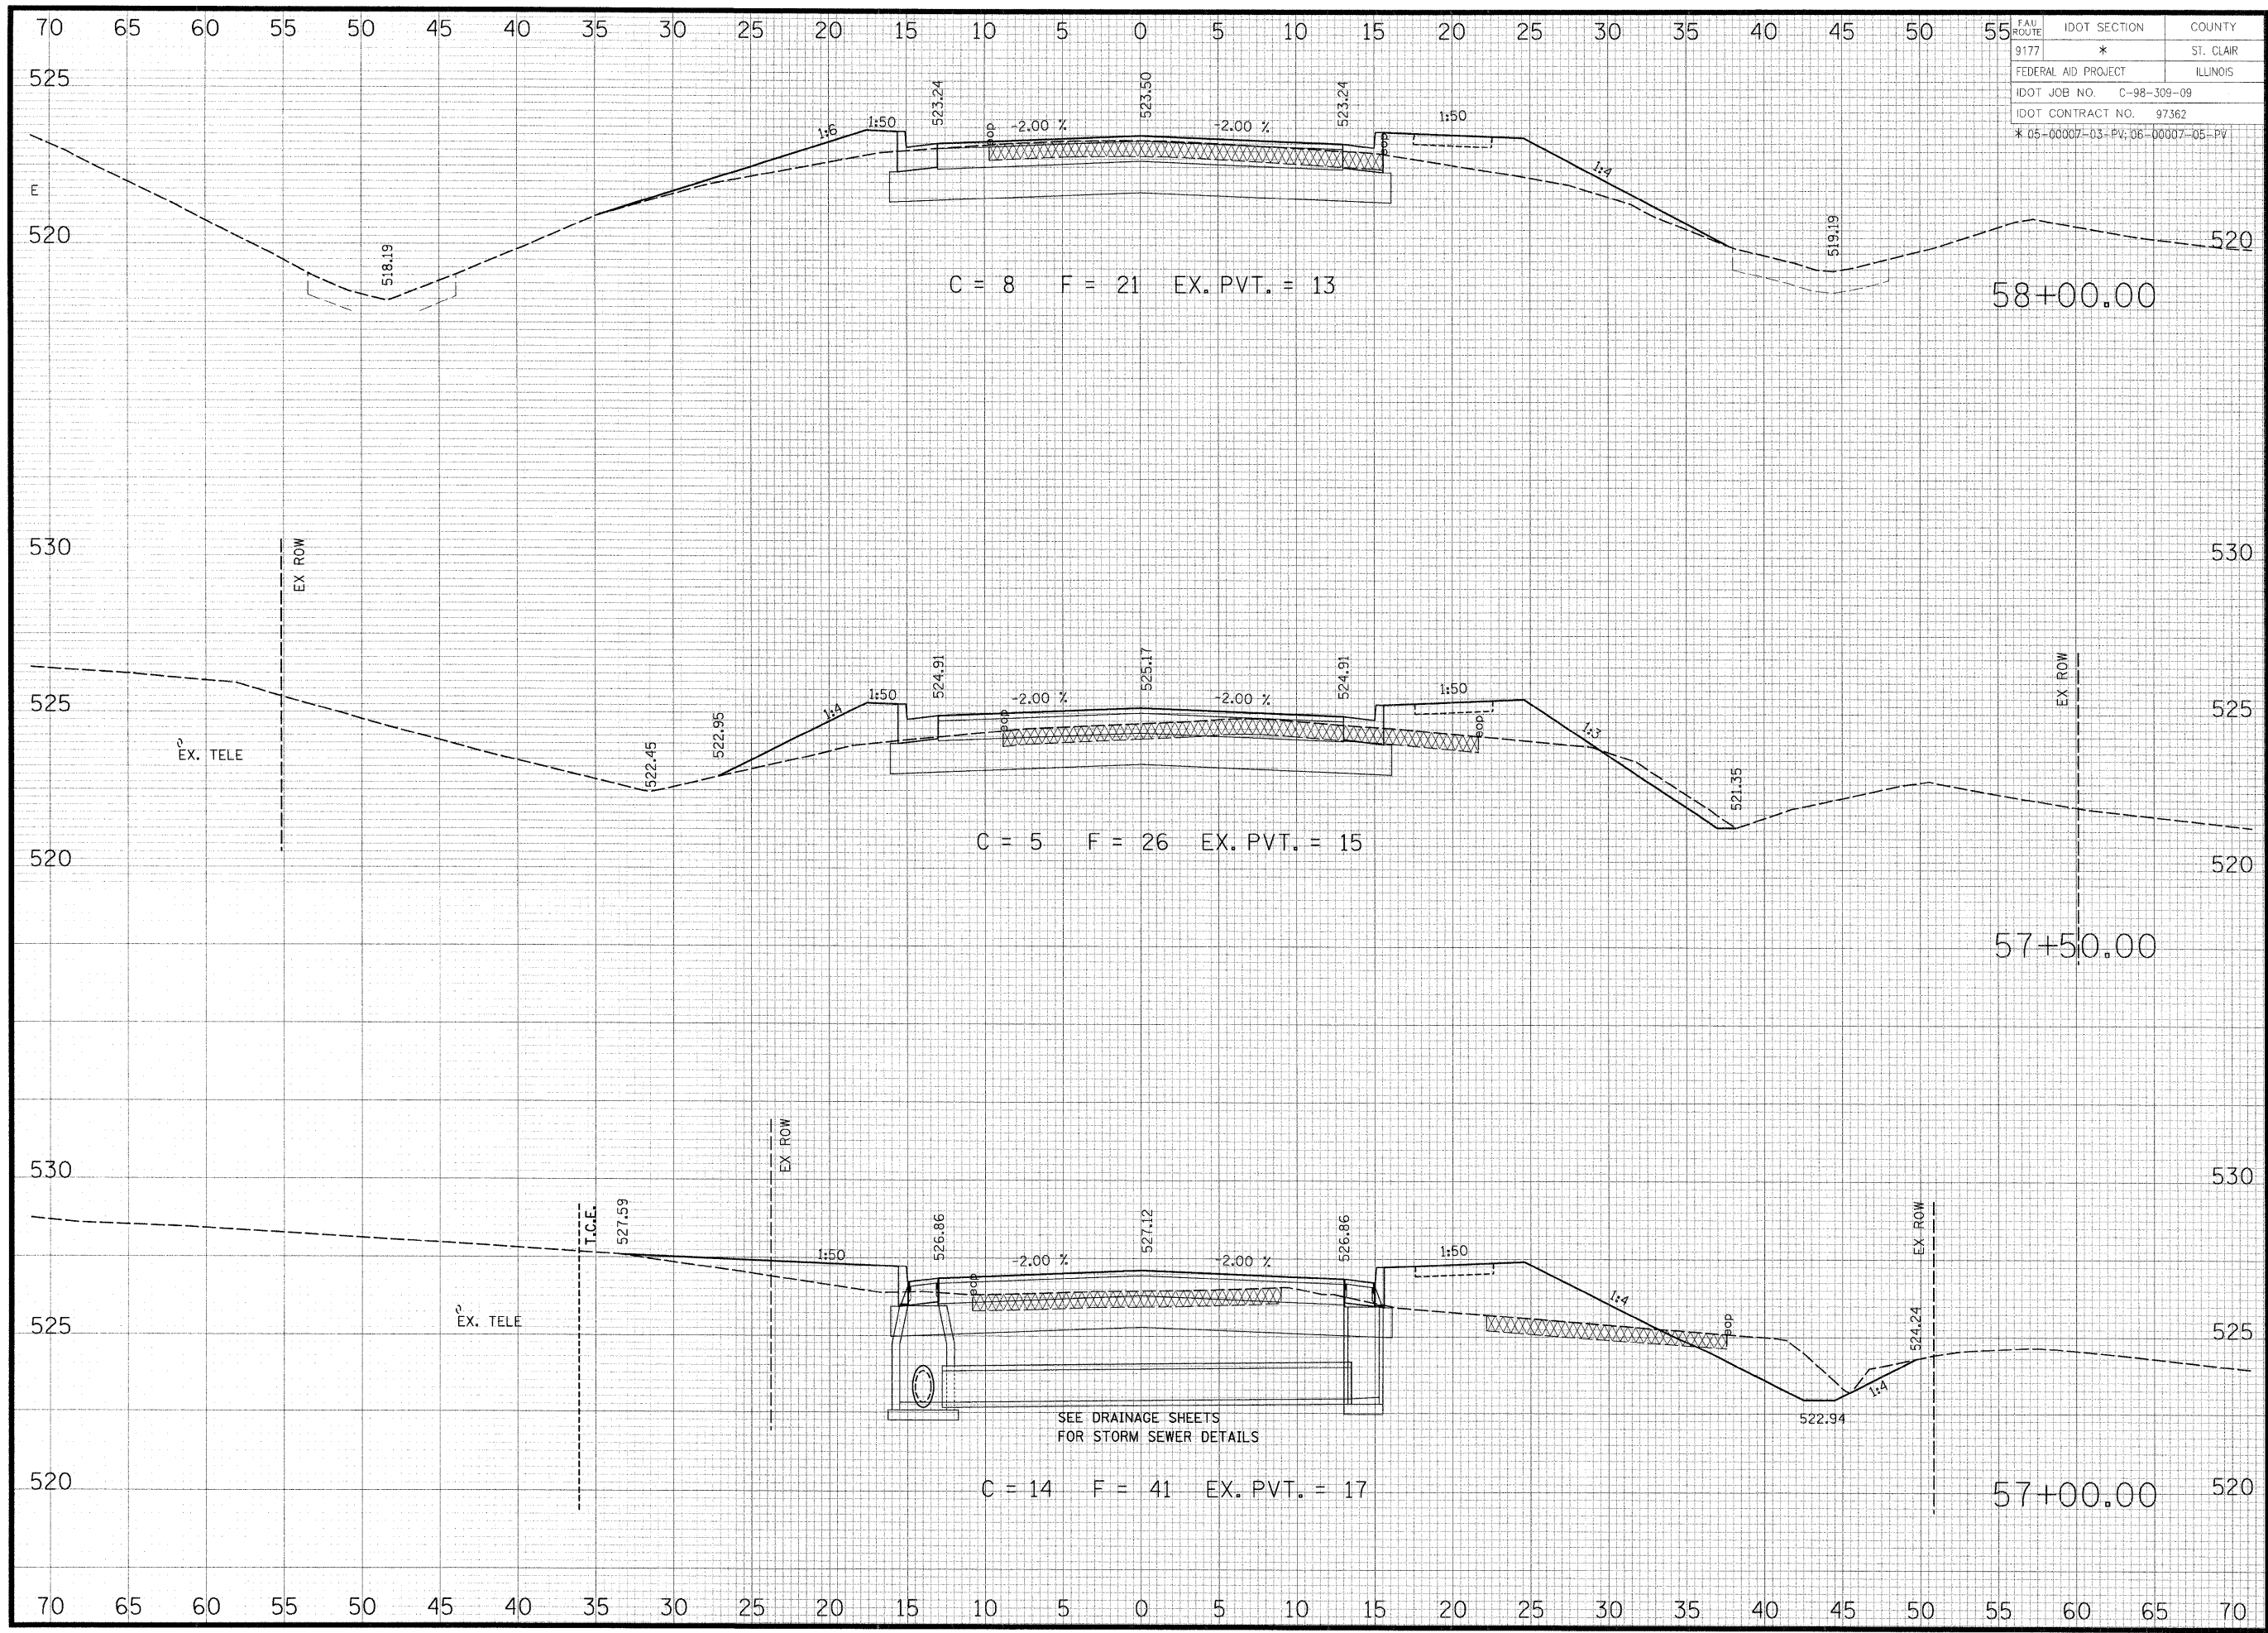 70 65 60 55 50 45 40 35 30 25 20 15 10 5 0 5 10 15 20 25 30 35 40 45 50 55
F.A.U ROUTE IDOT SECTION COUNTY
9177 * ST. CLAIR
FEDERAL AID PROJECT ILLINOIS
IDOT JOB NO. C-98-309-09
IDOT CONTRACT NO. 97362
* 05-00007-03-PV; 06-00007-05-PV
525
E
520
518.19
1:6
1:50
523.24
eop
-2.00 %
523.50
-2.00 %
523.24
eop
1:50
1:4
519.19
520
C = 8 F = 21 EX. PVT. = 13
58+00.00
530
530
EX ROW
525
EX. TELE
522.45
522.95
1:4
1:50
524.91
eop
-2.00 %
525.17
-2.00 %
524.91
1:50
eop
1:3
521.35
EX ROW
525
520
C = 5 F = 26 EX. PVT. = 15
520
57+50.00
530
530
T.C.E.
527.59
EX ROW
1:50
526.86
eop
-2.00 %
527.12
-2.00 %
526.86
1:50
1:4
eop
524.24
EX ROW
525
EX. TELE
525
1:4
522.94
SEE DRAINAGE SHEETS
FOR STORM SEWER DETAILS
520
C = 14 F = 41 EX. PVT. = 17
57+00.00
520
70 65 60 55 50 45 40 35 30 25 20 15 10 5 0 5 10 15 20 25 30 35 40 45 50 55 60 65 70